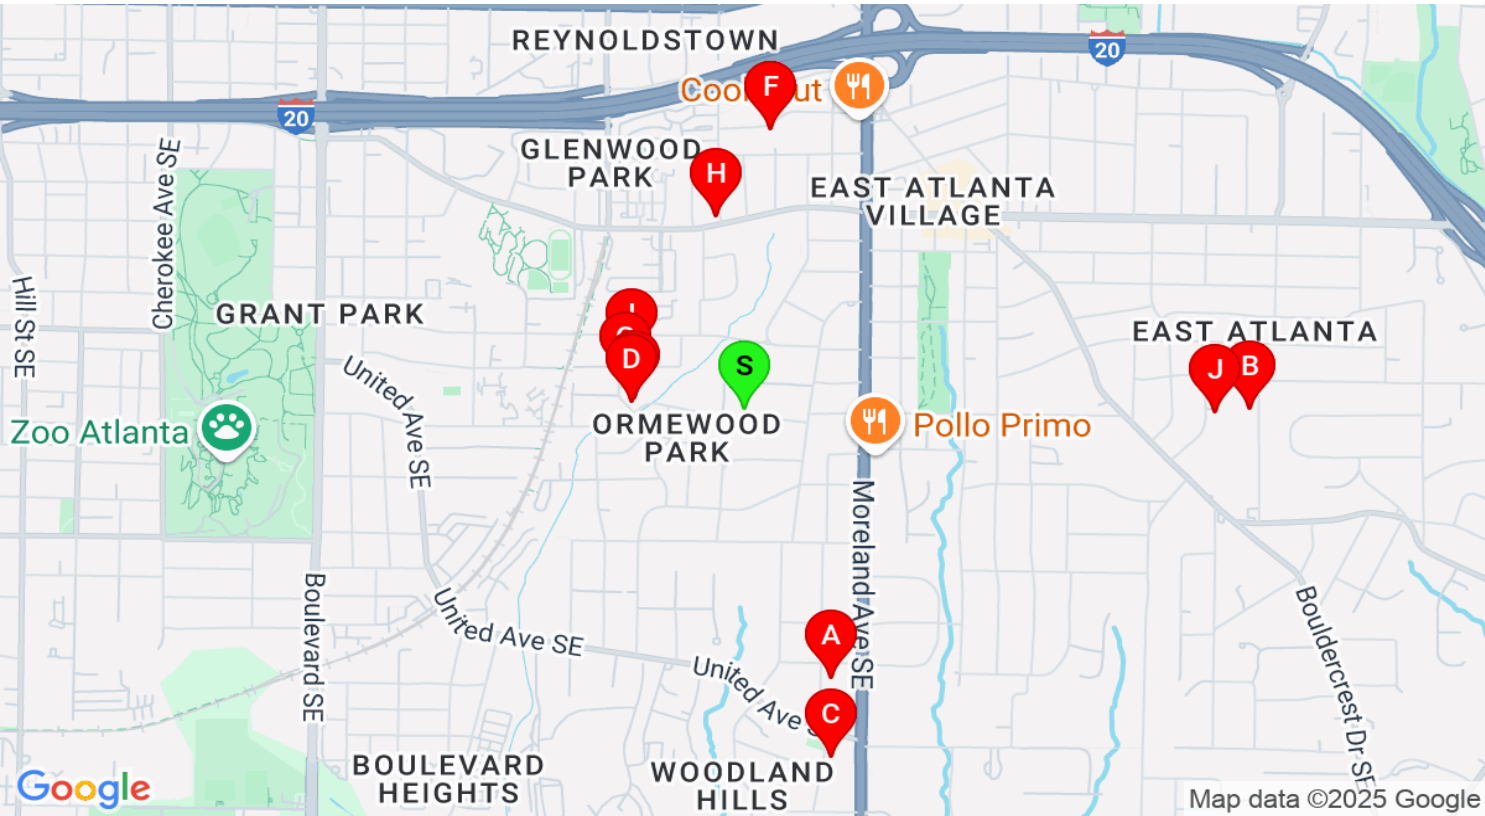 REYNOLDSTOWN
20
F
20
GLENWOOD
PARK
H
EAST ATLANTA
VILLAGE
Cherokee Ave SE
Hill St SE
GRANT PARK
EAST ATLANTA
D
S
J
B
United Ave SE
Zoo Atlanta
ORMEWOOD
PARK
Pollo Primo
Moreland Ave SE
Boulevard SE
United Ave SE
A
United Ave
C
Bouldercrest Dr SE
BOULEVARD
HEIGHTS
WOODLAND
HILLS
Google
Map data ©2025 Google